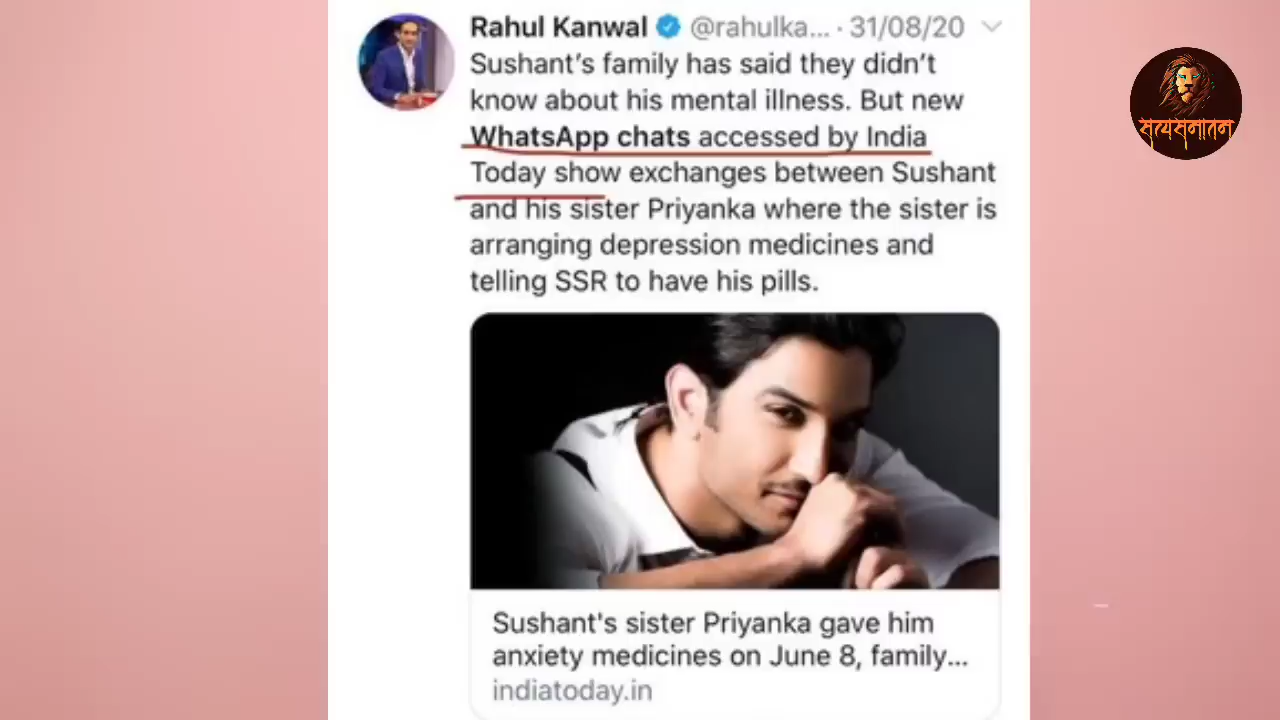 Rahul Kanwal @rahulka... · 31/08/20
Sushant's family has said they didn't
know about his mental illness. But new
WhatsApp chats accessed by India
Today show exchanges between Sushant
and his sister Priyanka where the sister is
arranging depression medicines and
telling SSR to have his pills.
Sushant's sister Priyanka gave him
anxiety medicines on June 8, family...
indiatoday.in
सत्यसनातन